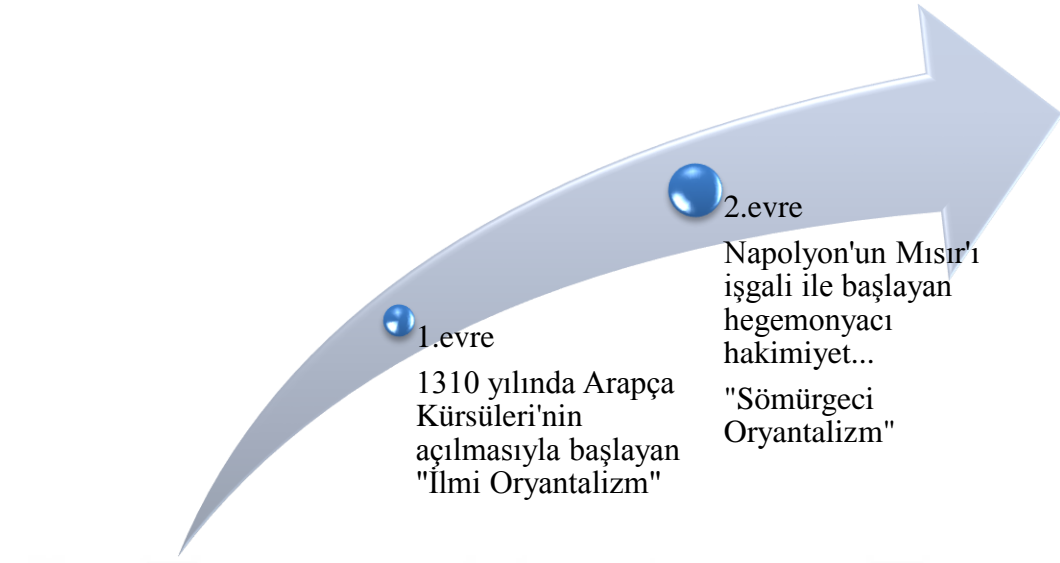 1.evre
1310 yılında Arapça
Kürsüleri'nin
açılmasıyla başlayan
"İlmi Oryantalizm"
2.evre
Napolyon'un Mısır'ı
işgali ile başlayan
hegemonyacı
hakimiyet...
"Sömürgeci
Oryantalizm"